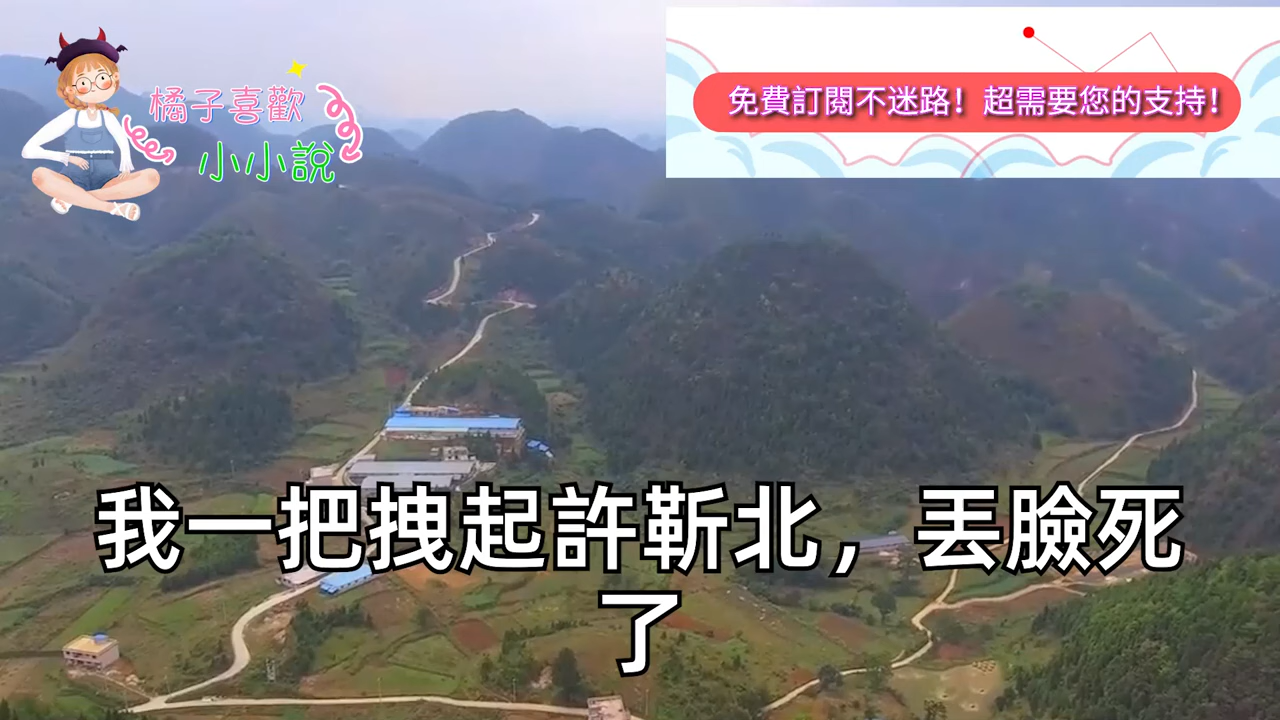 橘子喜歡
小小說
免費訂閱不迷路！超需要您的支持！
我一把拽起許靳北，丟臉死
了